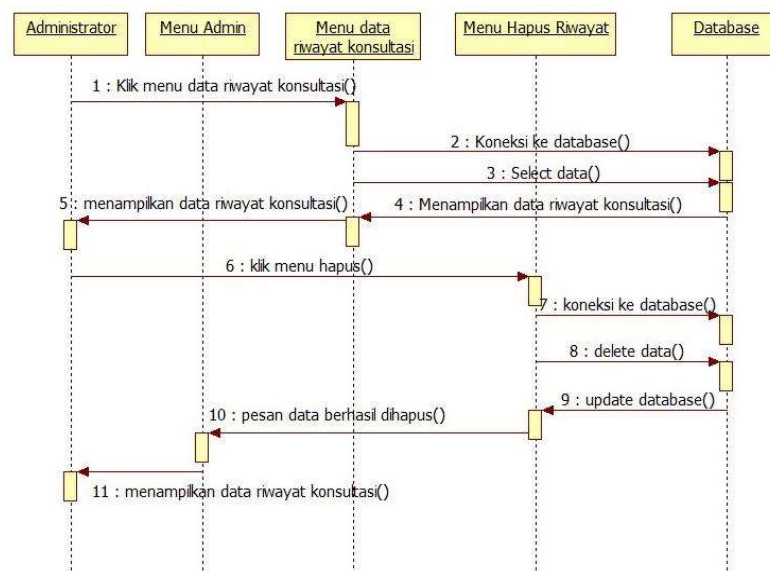 Administrator
Menu Admin
Menu data
riwayat konsultasi
Menu Hapus Riwayat
Database
1 : Klik menu data riwayat konsultasi()
2 : Koneksi ke database()
3 : Select data()
4 : Menampilkan data riwayat konsultasi()
5 : menampilkan data riwayat konsultasi()
6 : klik menu hapus()
7 : koneksi ke database()
8 : delete data()
9 : update database()
10 : pesan data berhasil dihapus()
11 : menampilkan data riwayat konsultasi()